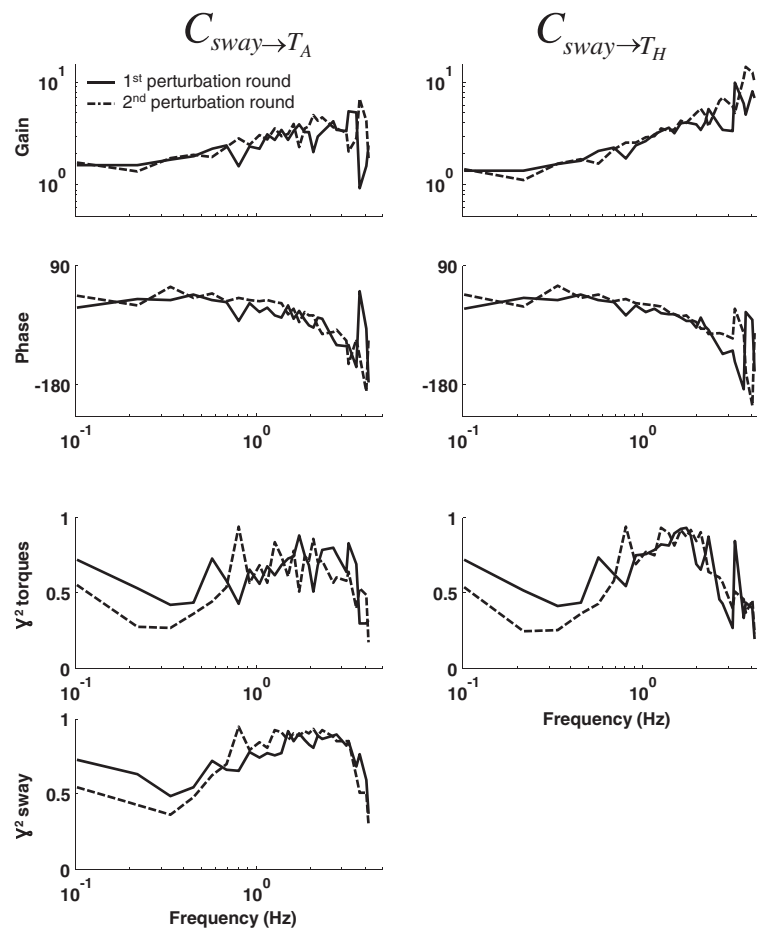 C sway→T_A
C sway→T_H
1st perturbation round
2nd perturbation round
Gain
10^1
10^0
10^1
10^0
Phase
90
-180
10^-1
10^0
90
-180
10^-1
10^0
γ² torques
1
0.5
0
10^-1
10^0
1
0.5
0
10^-1
10^0
Frequency (Hz)
γ² sway
1
0.5
0
10^-1
10^0
Frequency (Hz)